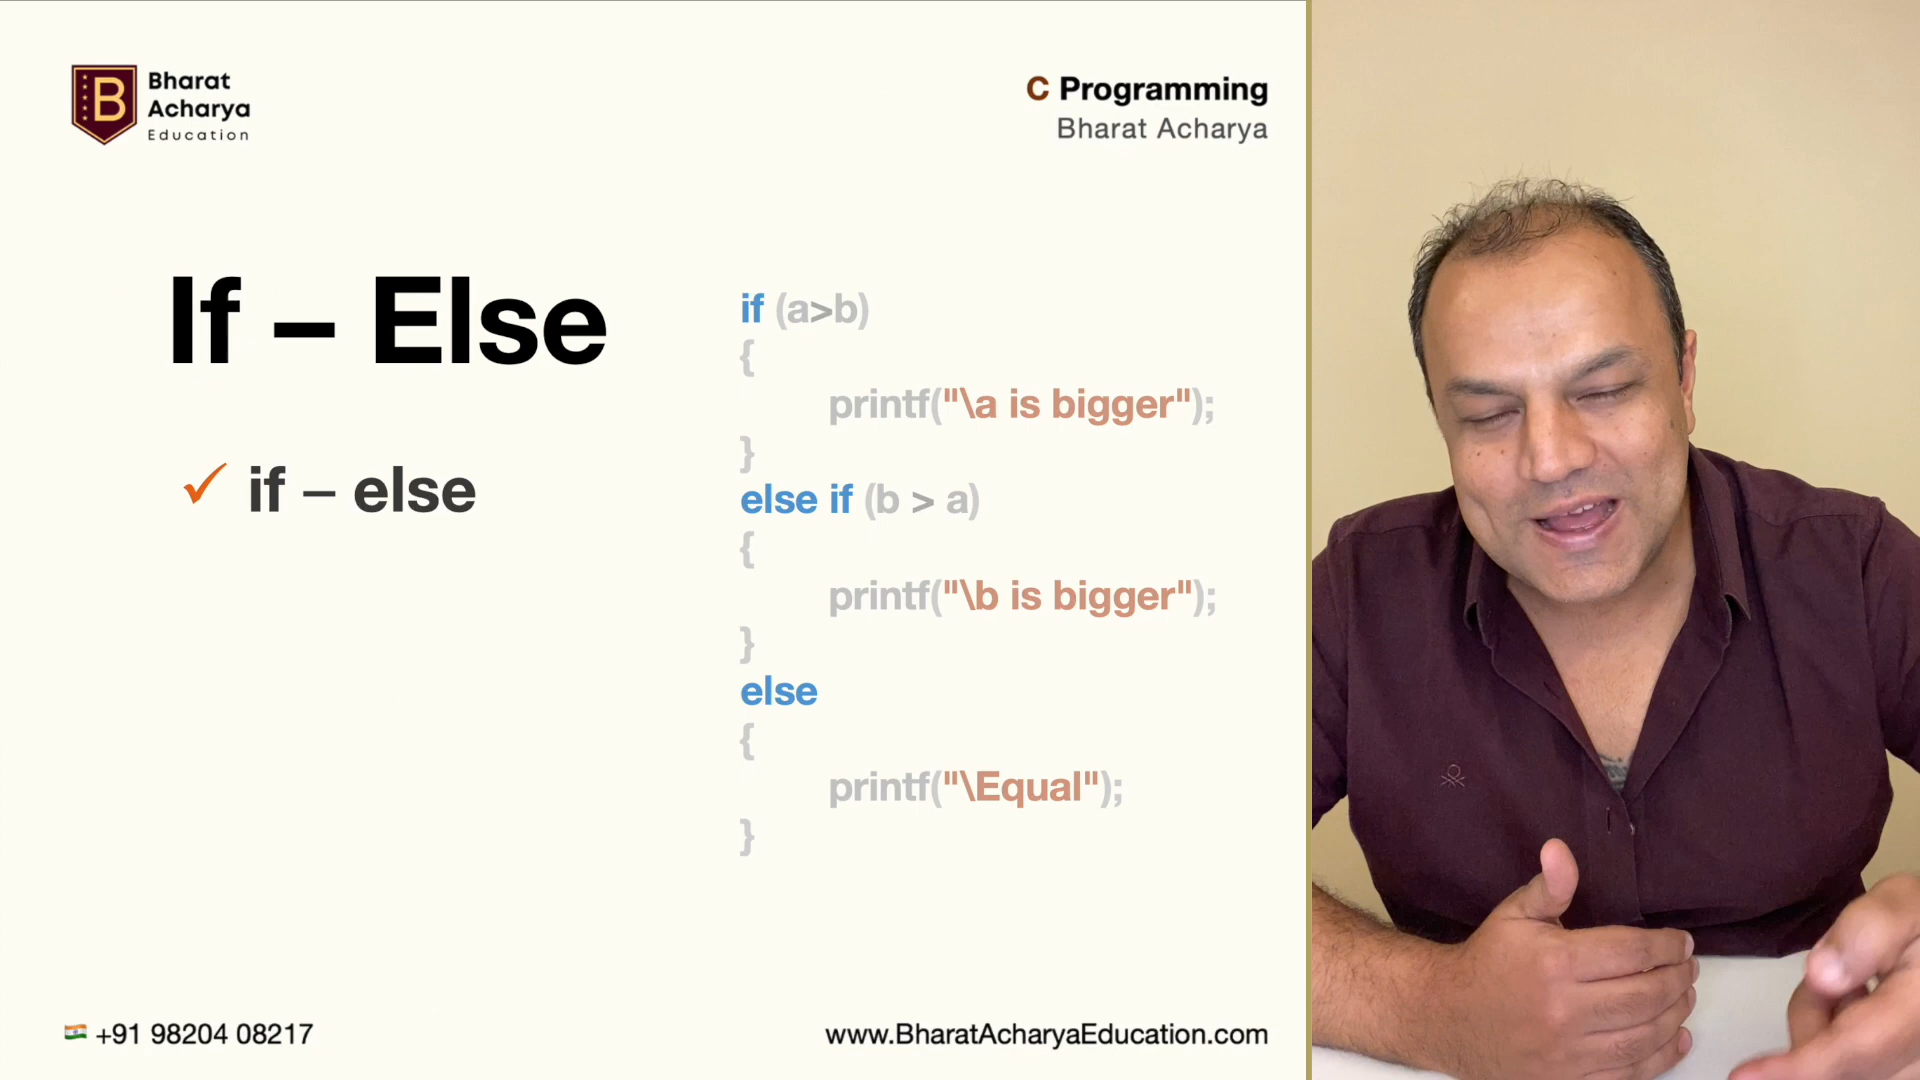 Bharat
Acharya
Education
C Programming
Bharat Acharya
If – Else
✓ if – else
if (a>b)
{
printf("\a is bigger");
}
else if (b > a)
{
printf("\b is bigger");
}
else
{
printf("\Equal");
}
+91 98204 08217
www.BharatAcharyaEducation.com